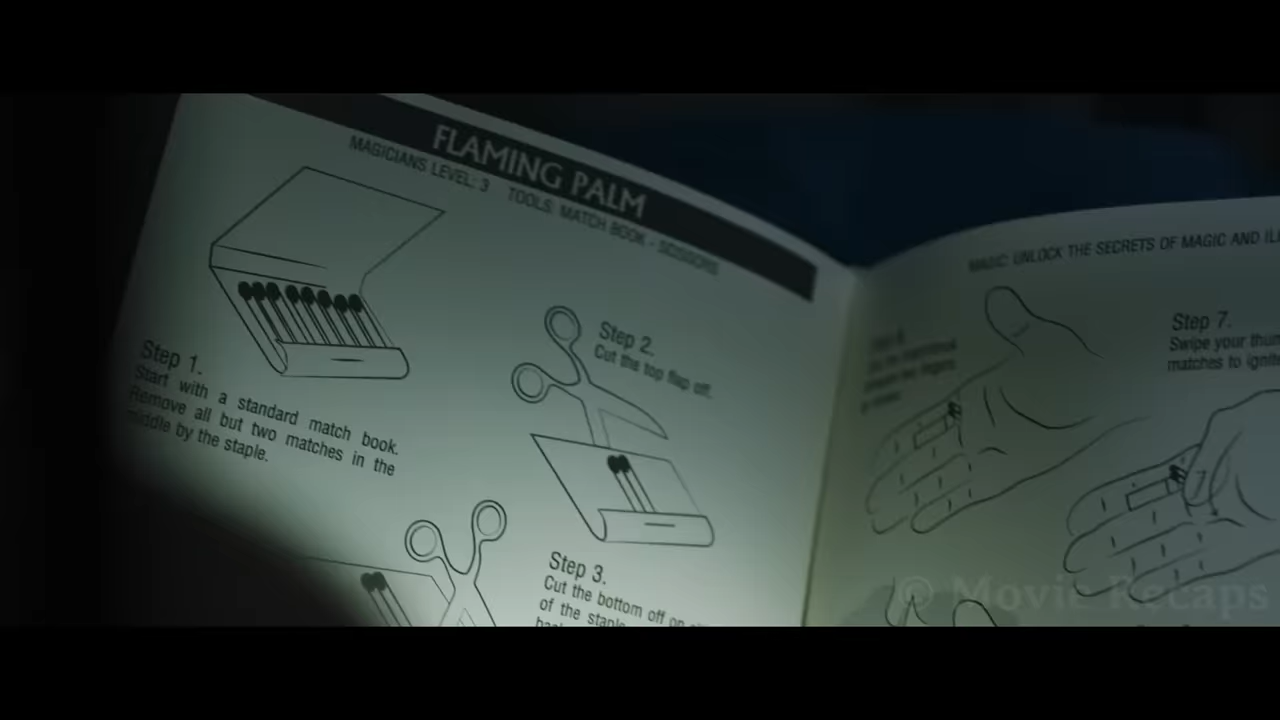 FLAMING PALM
MAGICIANS LEVEL: 3 TOOLS: MATCH BOOK - SCISSORS
Step 1.
Start with a standard match book.
Remove all but two matches in the
middle by the staple.
Step 2.
Cut the top flap off.
Step 3.
Cut the bottom off on
of the staple
MAGIC: UNLOCK THE SECRETS OF MAGIC AND
Step 7.
Swipe your
matches to
© Movie Recaps